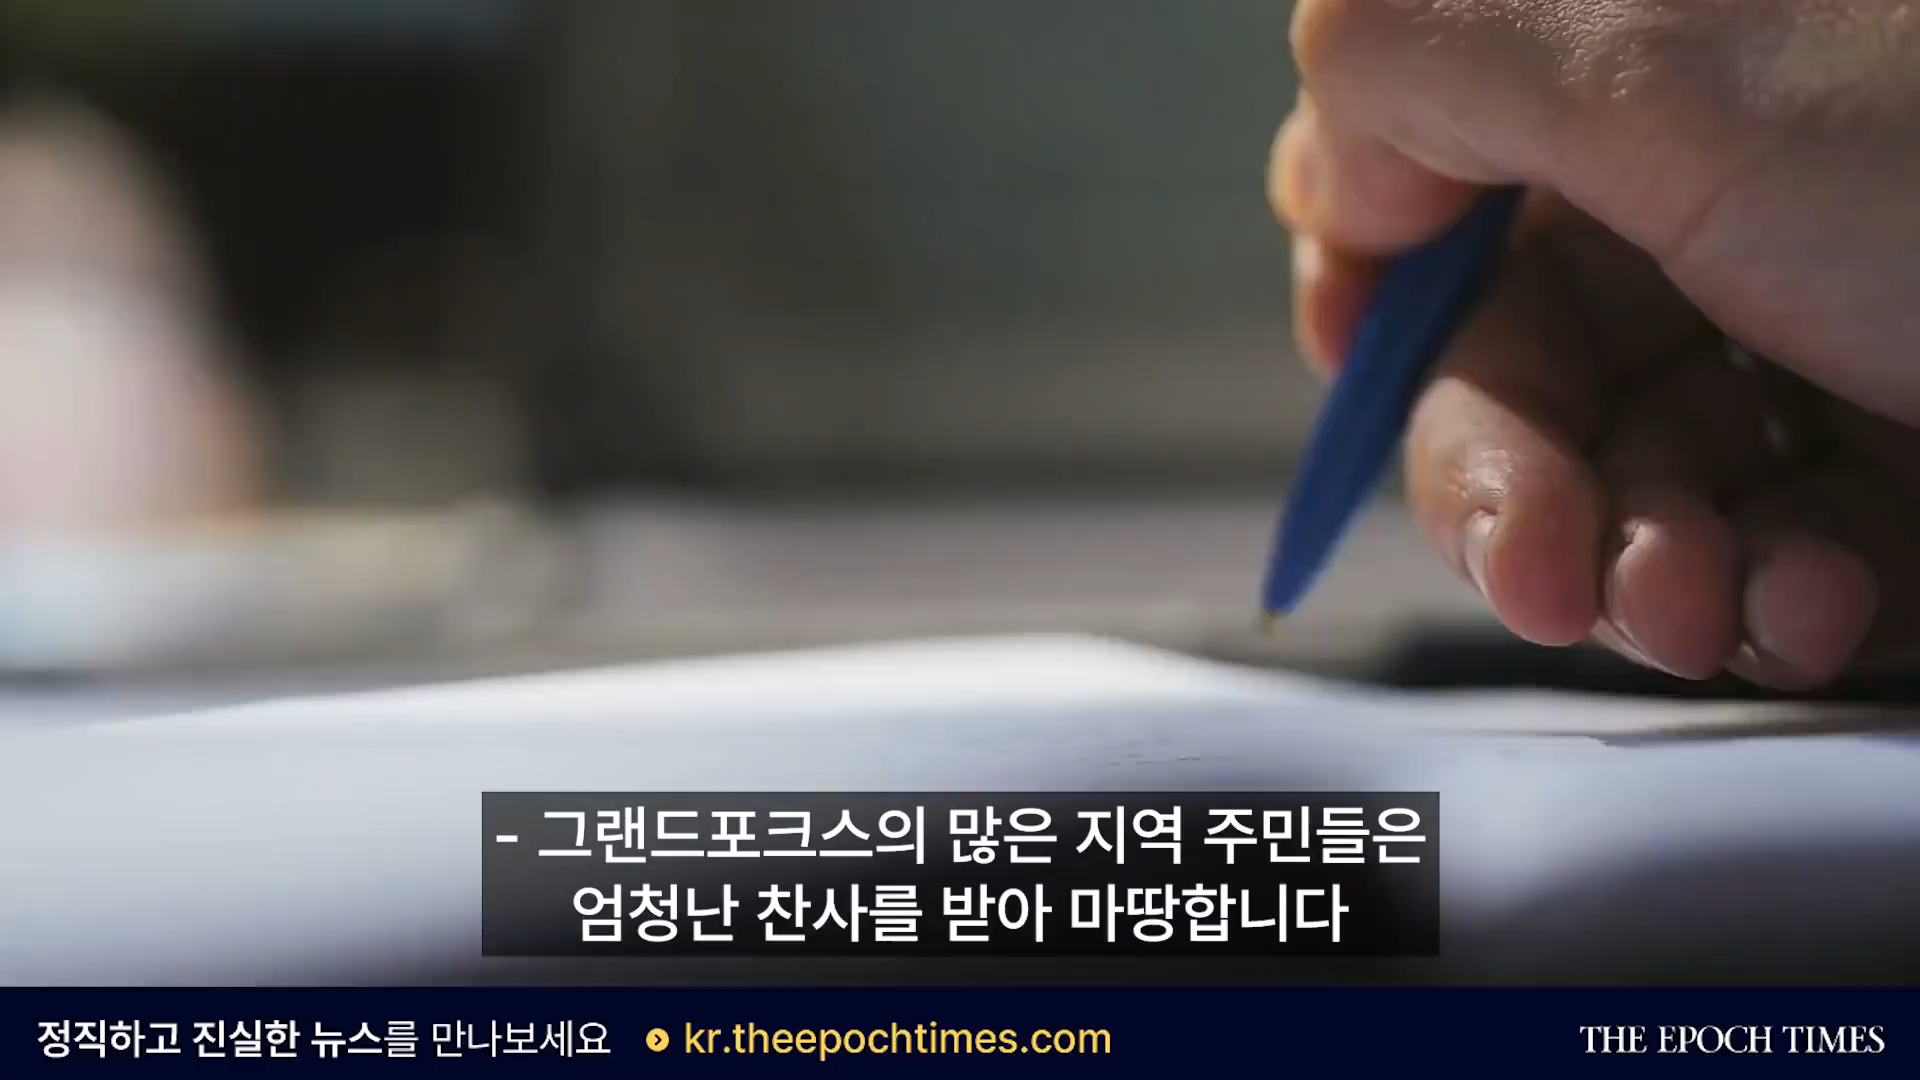 - 그랜드포크스의 많은 지역 주민들은
엄청난 찬사를 받아 마땅합니다
정직하고 진실한 뉴스를 만나보세요 kr.theepochtimes.com THE EPOCH TIMES